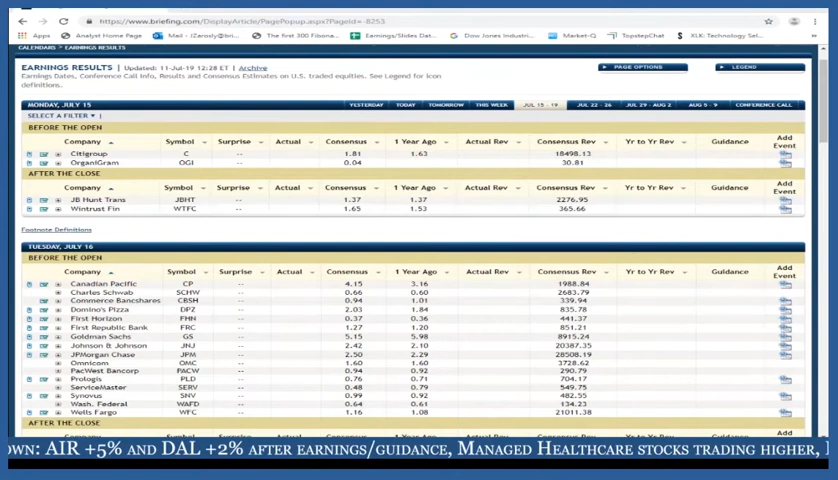 https://www.briefing.com/DisplayArticle/PagePopup.aspx?PageId=-8253
Apps Analyst Home Page Mail - JZarosly@bri... The first 300 Fibona... Earnings/Slides Dat... Dow Jones Industri... Market-Q TopstepChat XLK: Technology Sel...
CALENDARS > EARNINGS RESULTS
EARNINGS RESULTS | Updated: 11-Jul-19 12:28 ET | Archive
PAGE OPTIONS LEGEND
Earnings Dates, Conference Call Info, Results and Consensus Estimates on U.S. traded equities. See Legend for icon
definitions.
MONDAY, JULY 15 YESTERDAY TODAY TOMORROW THIS WEEK JUL 15 - 19 JUL 22 - 26 JUL 29 - AUG 2 AUG 5 - 9 CONFERENCE CALL
SELECT A FILTER
BEFORE THE OPEN
Company Symbol Surprise Actual Consensus 1 Year Ago Actual Rev Consensus Rev Yr to Yr Rev Guidance Add Event
Citigroup C -- 1.81 1.63 18498.13
OrganiGram OGI -- 0.04 30.81
AFTER THE CLOSE
Company Symbol Surprise Actual Consensus 1 Year Ago Actual Rev Consensus Rev Yr to Yr Rev Guidance Add Event
JB Hunt Trans JBHT -- 1.37 1.37 2276.95
Wintrust Fin WTFC -- 1.65 1.53 365.66
Footnote Definitions
TUESDAY, JULY 16
BEFORE THE OPEN
Company Symbol Surprise Actual Consensus 1 Year Ago Actual Rev Consensus Rev Yr to Yr Rev Guidance Add Event
Canadian Pacific CP -- 4.15 3.16 1988.84
Charles Schwab SCHW -- 0.66 0.60 2683.79
Commerce Bancshares CBSH -- 0.94 1.01 339.94
Domino's Pizza DPZ -- 2.03 1.84 835.78
First Horizon FHN -- 0.37 0.36 441.37
First Republic Bank FRC -- 1.27 1.20 851.21
Goldman Sachs GS -- 5.15 5.98 8915.24
Johnson & Johnson JNJ -- 2.42 2.10 20387.35
JPMorgan Chase JPM -- 2.50 2.29 28508.19
Omnicom OMC -- 1.60 1.60 3728.62
PacWest Bancorp PACW -- 0.94 0.92 290.79
Prologis PLD -- 0.76 0.71 704.17
ServiceMaster SERV -- 0.48 0.79 549.75
Synovus SNV -- 0.99 0.92 482.55
Wash. Federal WAFD -- 0.64 0.61 134.23
Wells Fargo WFC -- 1.16 1.08 21011.38
AFTER THE CLOSE
Add
OWN: AIR +5% AND DAL +2% AFTER EARNINGS/GUIDANCE, MANAGED HEALTHCARE STOCKS TRADING HIGHER,